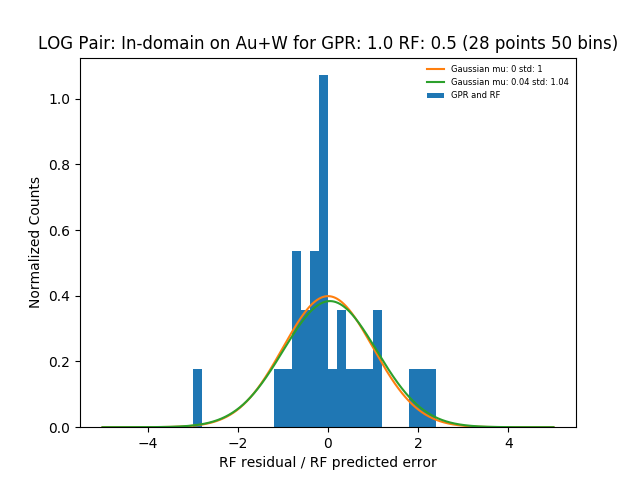 LOG Pair: In-domain on Au+W for GPR: 1.0 RF: 0.5 (28 points 50 bins)
Gaussian mu: 0 std: 1
Gaussian mu: 0.04 std: 1.04
GPR and RF
Normalized Counts
1.0
0.8
0.6
0.4
0.2
0.0
−4 −2 0 2 4
RF residual / RF predicted error